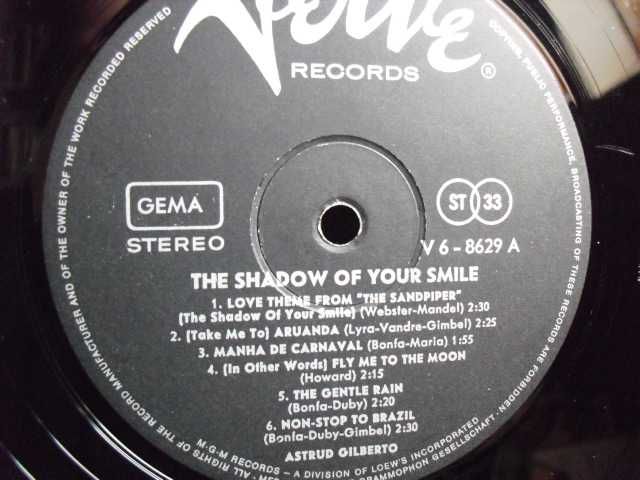 Verve
RECORDS
®
GEMA
STEREO
ST 33
V 6 - 8629 A
THE SHADOW OF YOUR SMILE
1. LOVE THEME FROM "THE SANDPIPER"
(The Shadow Of Your Smile) (Webster-Mandel) 2:30
2. (Take Me To) ARUANDA (Lyra-Vandre-Gimbel) 2:25
3. MANHA DE CARNAVAL (Bonfa-Maria) 1:55
4. (In Other Words) FLY ME TO THE MOON
(Howard) 2:15
5. THE GENTLE RAIN
(Bonfa-Duby) 2:20
6. NON-STOP TO BRAZIL
(Bonfa-Duby-Gimbel) 2:30
ASTRUD GILBERTO
M-G-M RECORDS - A DIVISION OF LOEW'S INCORPORATED
ALL RIGHTS OF THE RECORD MANUFACTURER AND OF THE OWNER OF THE WORK RECORDED RESERVED
COPYING, PUBLIC PERFORMANCE, BROADCASTING OF THESE RECORDS ARE FORBIDDEN.
GRAMMOPHON GESELLSCHAFT